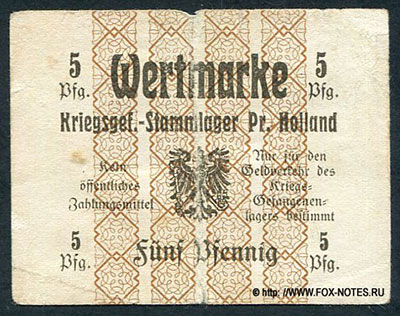 5 Wertmarke 5
Pfg. Pfg.
Kriegsgef.-Stammlager Pr. Holland
Kein
öffentliches
Zahlungsmittel
Nur für den
Geldverkehr des
Kriegs-
Gefangenen-
lagers bestimmt
5 5
Pfg. Fünf Pfennig Pfg.
© http://www.FOX-NOTES.RU